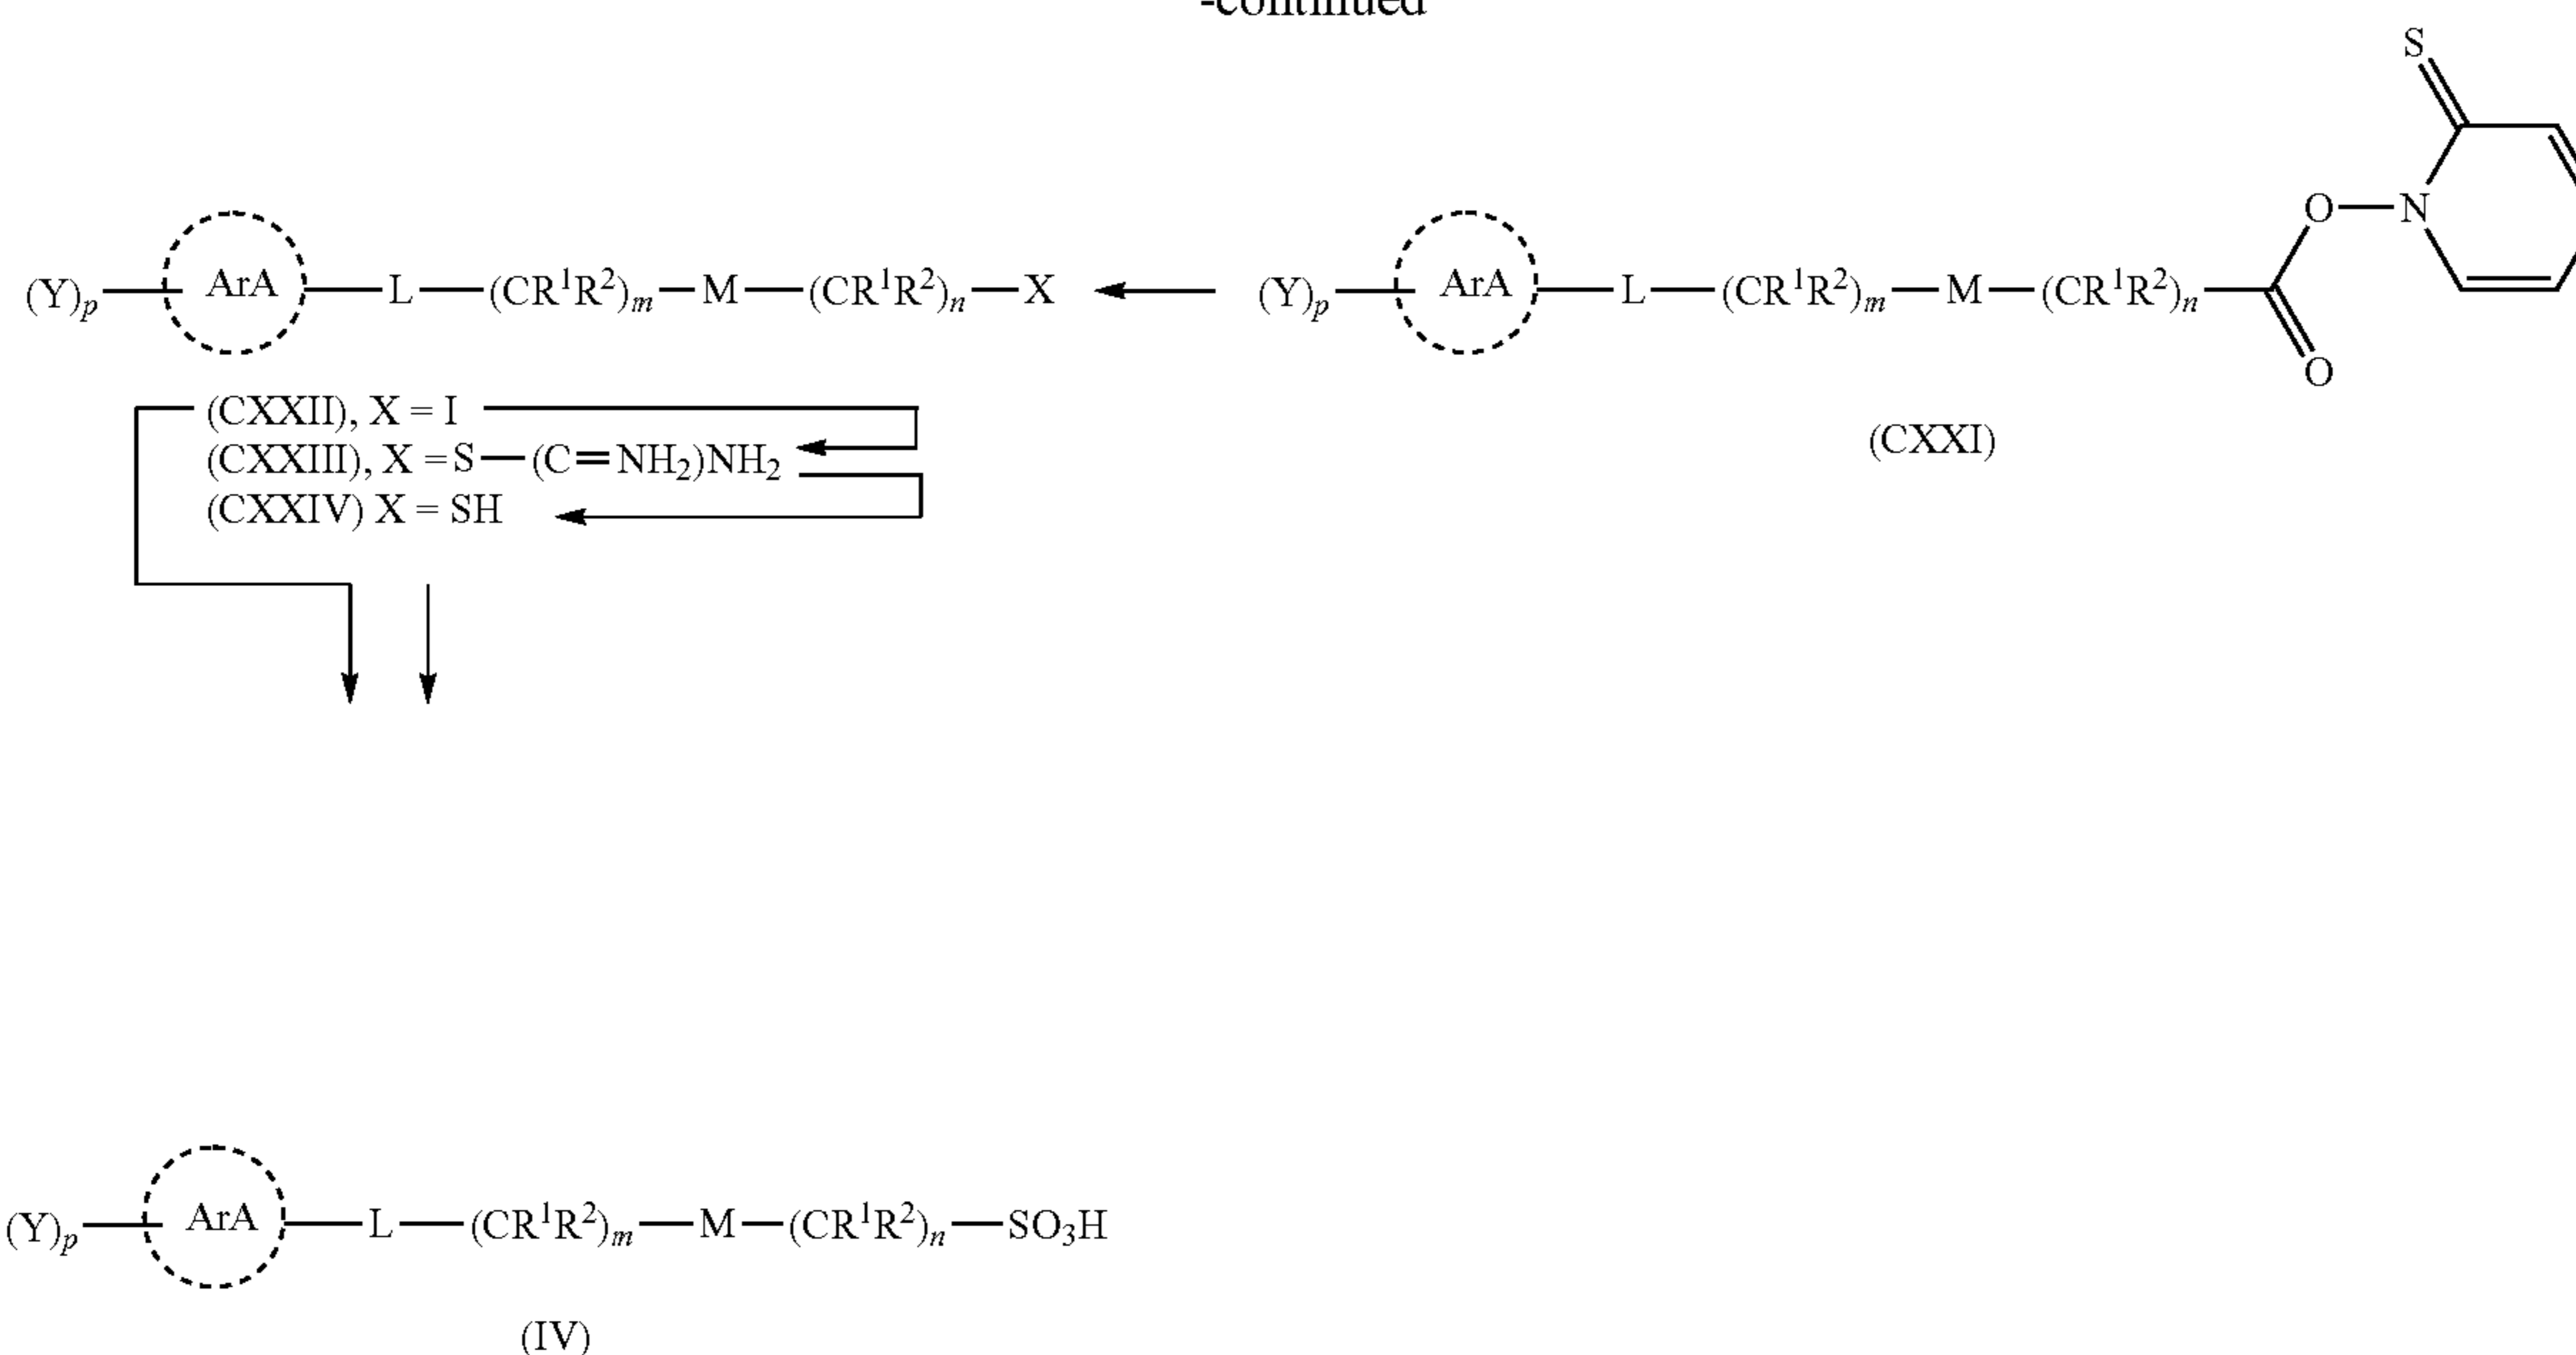 -continued
S
O—N
(Y)p—ArA—L—(CR¹R²)m—M—(CR¹R²)n—X
(Y)p—ArA—L—(CR¹R²)m—M—(CR¹R²)n
O
(CXXII), X = I
(CXXIII), X = S—(C=NH₂)NH₂
(CXXIV) X = SH
(CXXI)
(Y)p—ArA—L—(CR¹R²)m—M—(CR¹R²)n—SO₃H
(IV)